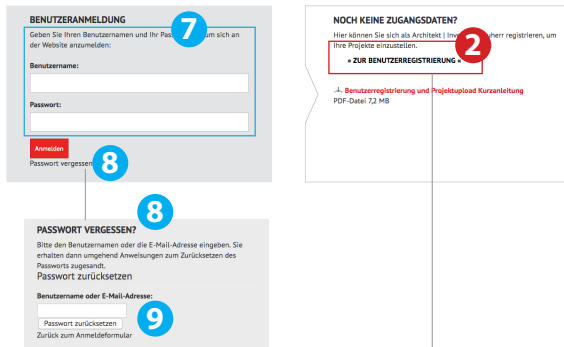 BENUTZERANMELDUNG
7
Geben Sie Ihren Benutzernamen und Ihr Pas um sich an
der Website anzumelden:
Benutzername:
Passwort:
Anmelden
Passwort vergessen
8
8
PASSWORT VERGESSEN?
Bitte den Benutzernamen oder die E-Mail-Adresse eingeben. Sie
erhalten dann umgehend Anweisungen zum Zurücksetzen des
Passworts zugesandt.
Passwort zurücksetzen
Benutzername oder E-Mail-Adresse:
Passwort zurücksetzen
9
Zurück zum Anmeldeformular
NOCH KEINE ZUGANGSDATEN?
Hier können Sie sich als Architekt | Inve uherr registrieren, um
Ihre Projekte einzustellen.
2
» ZUR BENUTZERREGISTRIERUNG «
Benutzerregistrierung und Projektupload Kurzanleitung
PDF-Datei 7,2 MB